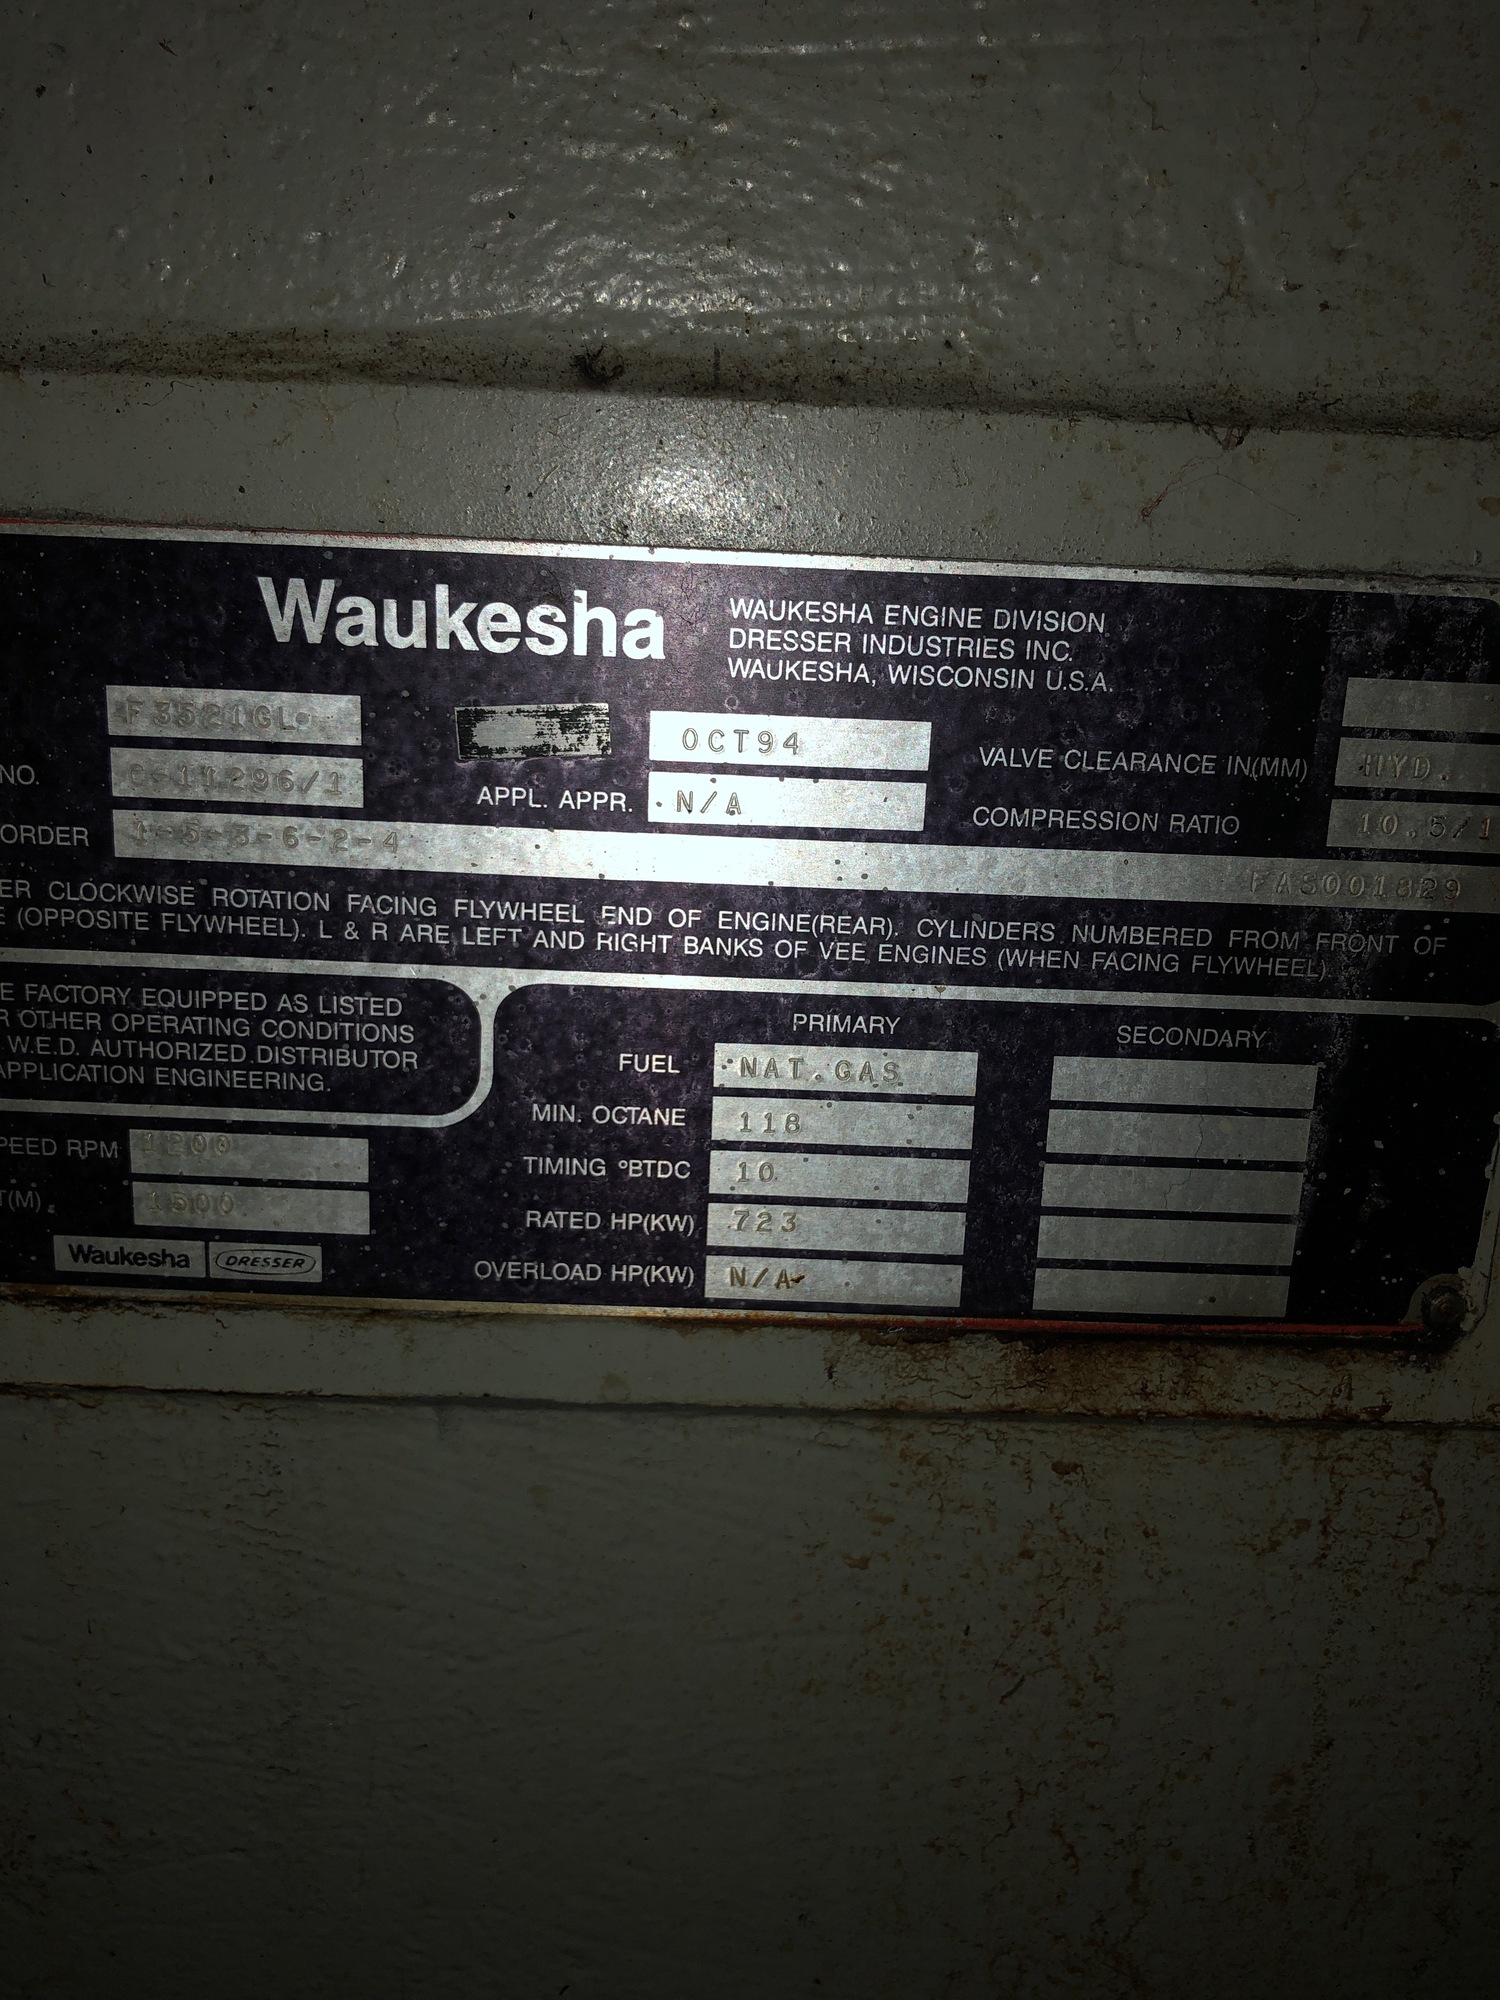 Waukesha
WAUKESHA ENGINE DIVISION
DRESSER INDUSTRIES INC.
WAUKESHA, WISCONSIN U.S.A.
F3521GL
OCT94
NO. C-11296/1
APPL. APPR. N/A
VALVE CLEARANCE IN(MM) HYD.
COMPRESSION RATIO 10.5/1
ORDER 1-5-3-6-2-4
FAS001829
ER CLOCKWISE ROTATION FACING FLYWHEEL END OF ENGINE(REAR). CYLINDERS NUMBERED FROM FRONT OF
E (OPPOSITE FLYWHEEL). L & R ARE LEFT AND RIGHT BANKS OF VEE ENGINES (WHEN FACING FLYWHEEL)
E FACTORY EQUIPPED AS LISTED
R OTHER OPERATING CONDITIONS
W.E.D. AUTHORIZED DISTRIBUTOR
APPLICATION ENGINEERING.
PEED RPM 1200
T(M). 1500
Waukesha DRESSER
PRIMARY SECONDARY
FUEL NAT.GAS
MIN. OCTANE 118
TIMING °BTDC 10
RATED HP(KW) 723
OVERLOAD HP(KW) N/A